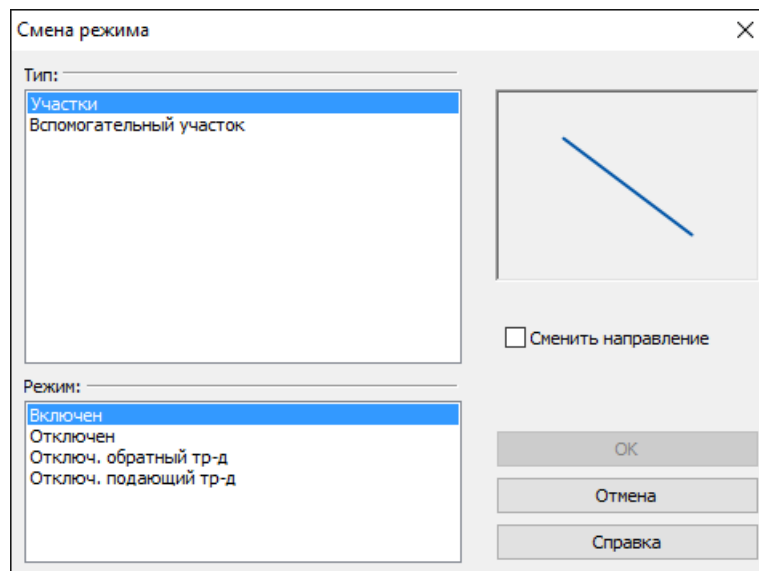 Смена режима
Тип:
Участки
Вспомогательный участок
Сменить направление
Режим:
Включен
Отключен
Отключ. обратный тр-д
Отключ. подающий тр-д
OK
Отмена
Справка